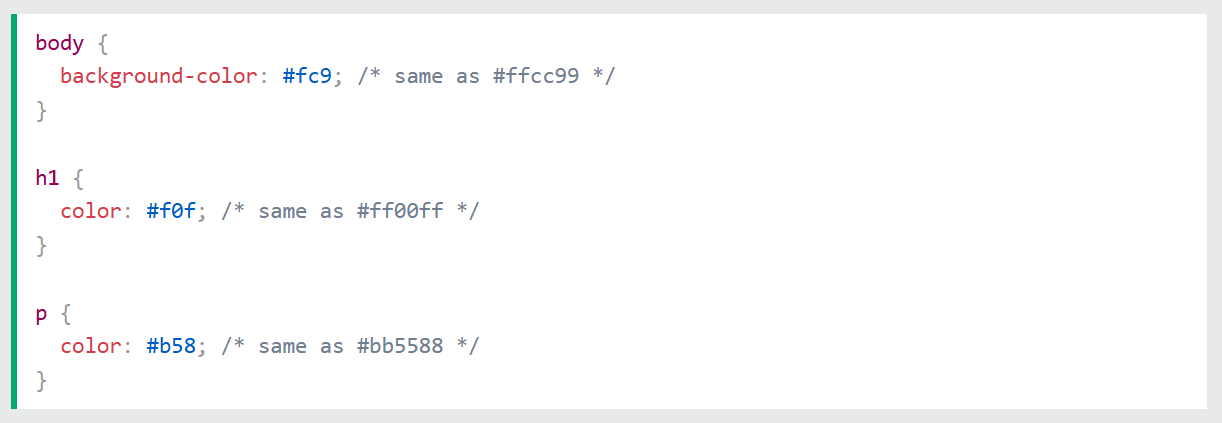 body {
  background-color: #fc9; /* same as #ffcc99 */
}
h1 {
  color: #f0f; /* same as #ff00ff */
}
p {
  color: #b58; /* same as #bb5588 */
}